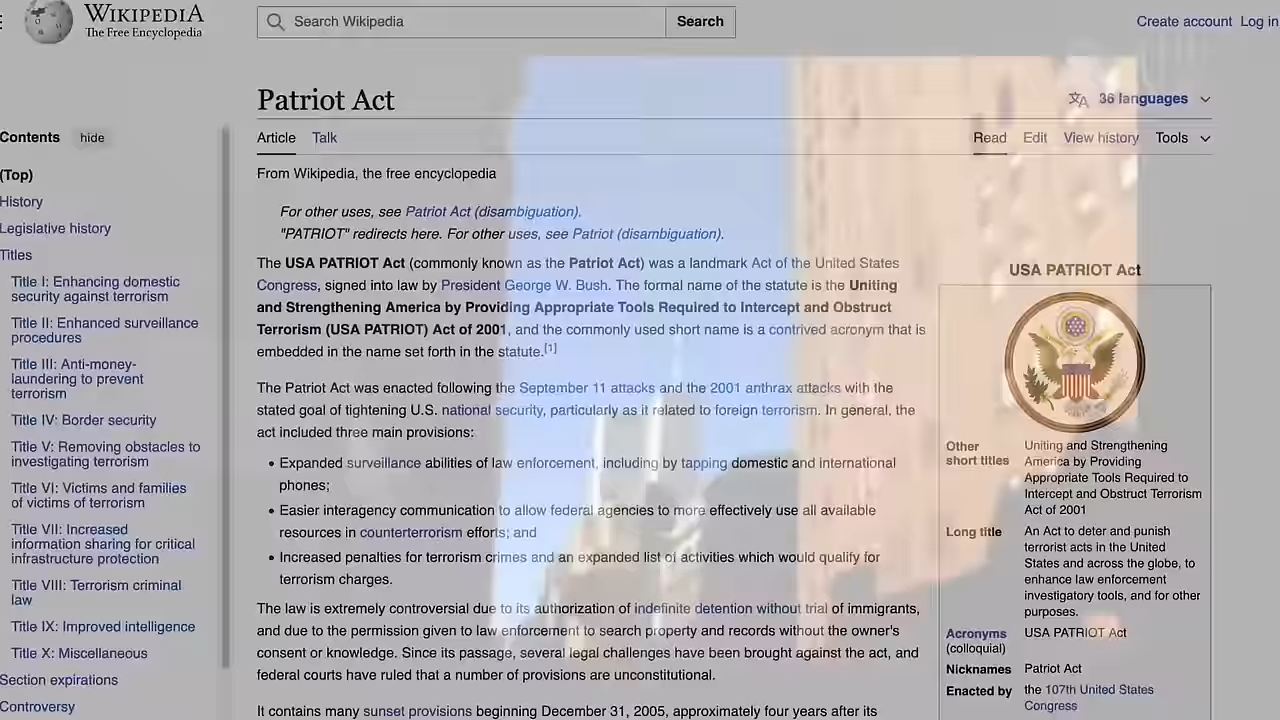 WIKIPEDIA
The Free Encyclopedia
Search Wikipedia
Search
Create account Log in
Patriot Act
36 languages
Contents hide
Article Talk
Read Edit View history Tools
(Top)
History
Legislative history
Titles
Title I: Enhancing domestic
security against terrorism
Title II: Enhanced surveillance
procedures
Title III: Anti-money-
laundering to prevent
terrorism
Title IV: Border security
Title V: Removing obstacles to
investigating terrorism
Title VI: Victims and families
of victims of terrorism
Title VII: Increased
information sharing for critical
infrastructure protection
Title VIII: Terrorism criminal
law
Title IX: Improved intelligence
Title X: Miscellaneous
Section expirations
Controversy
From Wikipedia, the free encyclopedia
For other uses, see Patriot Act (disambiguation).
"PATRIOT" redirects here. For other uses, see Patriot (disambiguation).
The USA PATRIOT Act (commonly known as the Patriot Act) was a landmark Act of the United States
Congress, signed into law by President George W. Bush. The formal name of the statute is the Uniting
and Strengthening America by Providing Appropriate Tools Required to Intercept and Obstruct
Terrorism (USA PATRIOT) Act of 2001, and the commonly used short name is a contrived acronym that is
embedded in the name set forth in the statute.[1]
The Patriot Act was enacted following the September 11 attacks and the 2001 anthrax attacks with the
stated goal of tightening U.S. national security, particularly as it related to foreign terrorism. In general, the
act included three main provisions:
• Expanded surveillance abilities of law enforcement, including by tapping domestic and international
phones;
• Easier interagency communication to allow federal agencies to more effectively use all available
resources in counterterrorism efforts; and
• Increased penalties for terrorism crimes and an expanded list of activities which would qualify for
terrorism charges.
The law is extremely controversial due to its authorization of indefinite detention without trial of immigrants,
and due to the permission given to law enforcement to search property and records without the owner's
consent or knowledge. Since its passage, several legal challenges have been brought against the act, and
federal courts have ruled that a number of provisions are unconstitutional.
It contains many sunset provisions beginning December 31, 2005, approximately four years after its
USA PATRIOT Act
Other
short titles
Uniting and Strengthening
America by Providing
Appropriate Tools Required to
Intercept and Obstruct Terrorism
Act of 2001
Long title
An Act to deter and punish
terrorist acts in the United
States and across the globe, to
enhance law enforcement
investigatory tools, and for other
purposes.
Acronyms
(colloquial)
USA PATRIOT Act
Nicknames
Patriot Act
Enacted by
the 107th United States
Congress